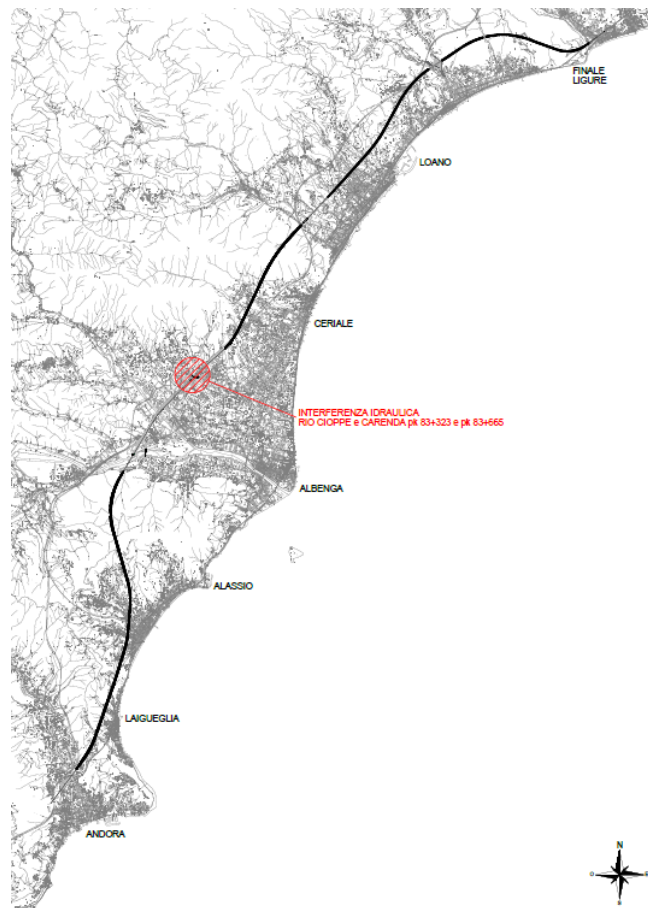 FINALE
LIGURE
LOANO
CERIALE
INTERFERENZA IDRAULICA
RIO CIOPPE e CARENDA pk 83+323 e pk 83+665
ALBENGA
ALASSIO
LAIGUEGLIA
ANDORA
N
O
E
S